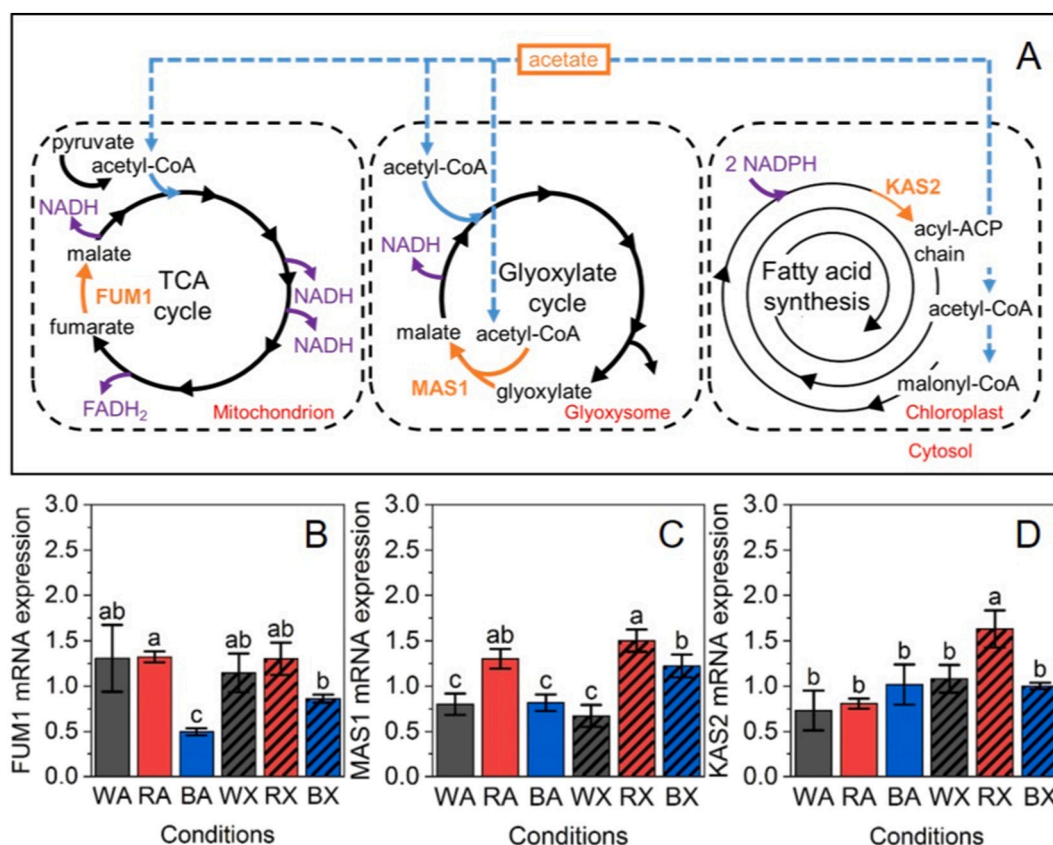 acetate
A
pyruvate
acetyl-CoA
NADH
malate
FUM1
fumarate
FADH2
TCA
cycle
NADH
NADH
Mitochondrion
acetyl-CoA
NADH
Glyoxylate
cycle
malate
acetyl-CoA
MAS1
glyoxylate
Glyoxysome
2 NADPH
KAS2
acyl-ACP
chain
Fatty acid
synthesis
acetyl-CoA
malonyl-CoA
Chloroplast
Cytosol
B
FUM1 mRNA expression
3.0
2.5
2.0
1.5
1.0
0.5
0.0
ab
a
c
ab
ab
b
WA RA BA WX RX BX
Conditions
C
MAS1 mRNA expression
3.0
2.5
2.0
1.5
1.0
0.5
0.0
c
ab
c
c
a
b
WA RA BA WX RX BX
Conditions
D
KAS2 mRNA expression
3.0
2.5
2.0
1.5
1.0
0.5
0.0
b
b
b
b
a
b
WA RA BA WX RX BX
Conditions